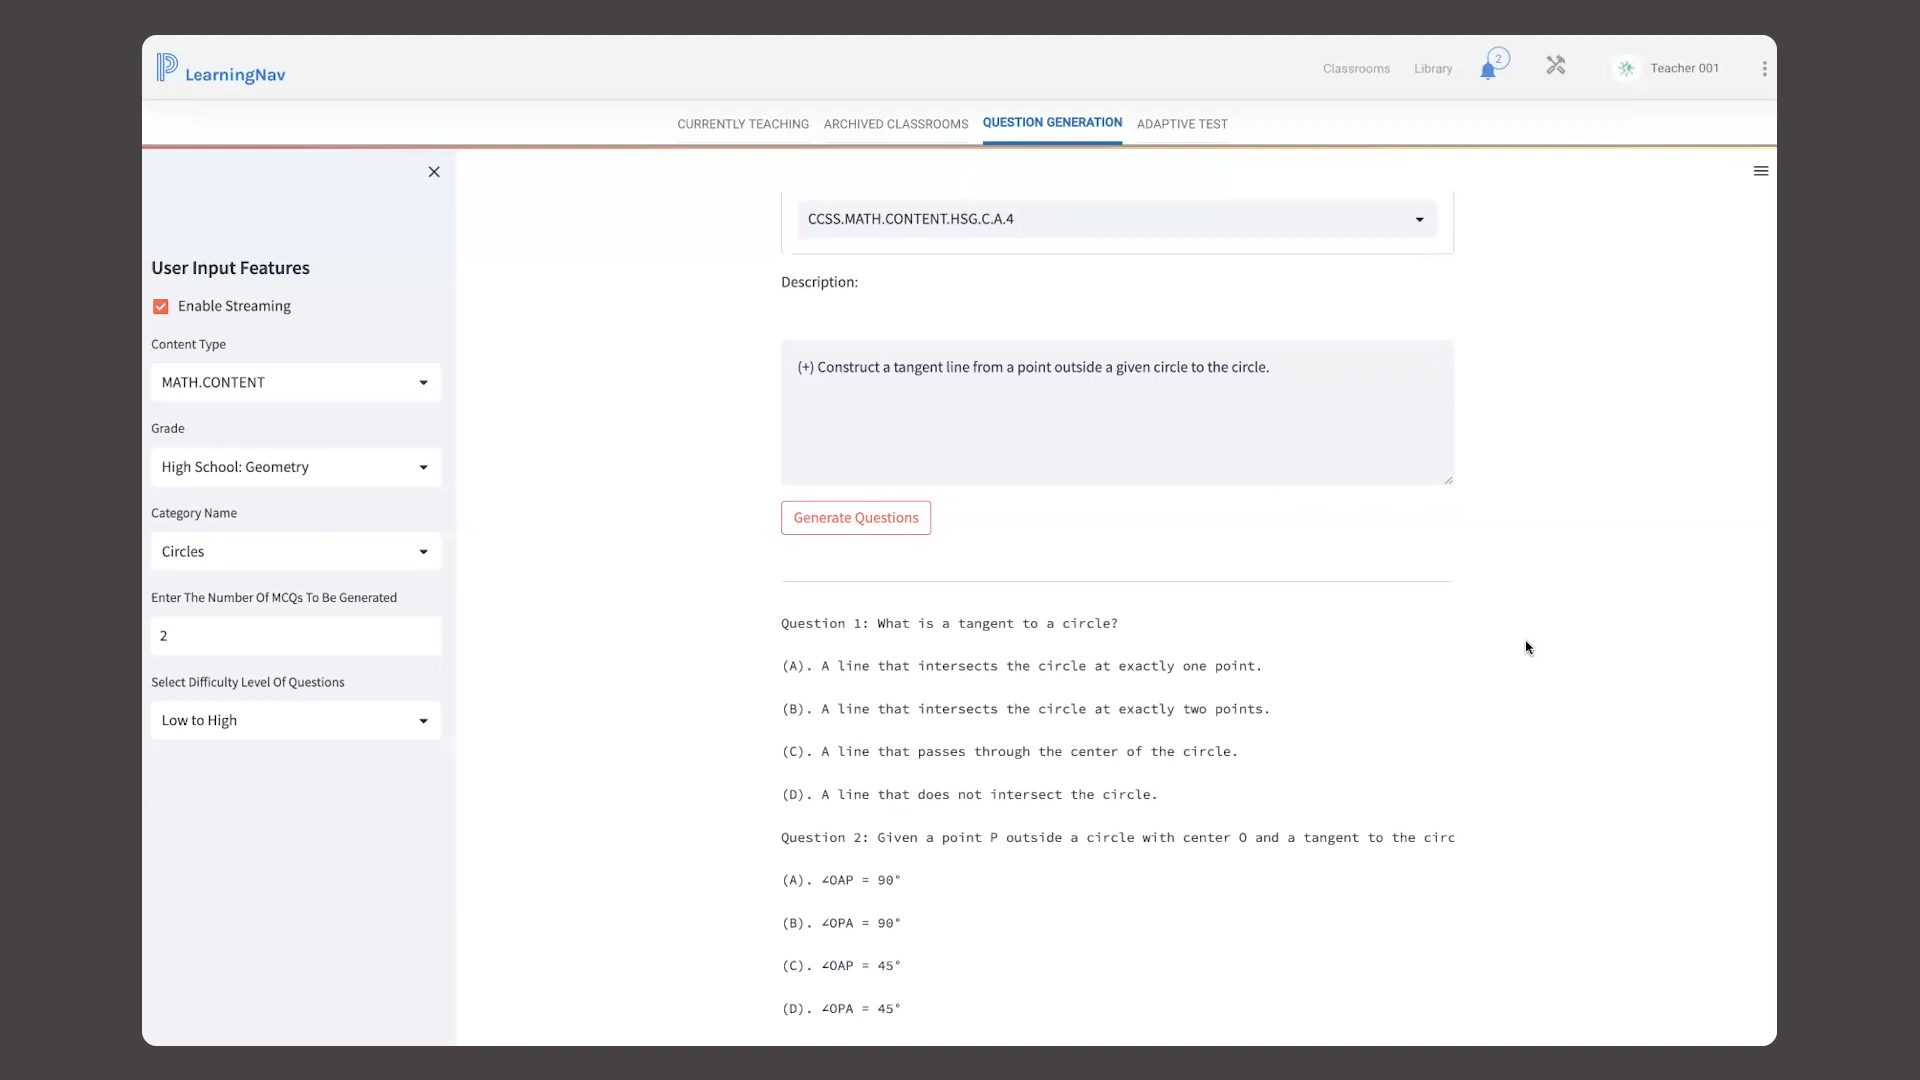 LearningNav
Classrooms
Library
2
Teacher 001
CURRENTLY TEACHING
ARCHIVED CLASSROOMS
QUESTION GENERATION
ADAPTIVE TEST
User Input Features
Enable Streaming
Content Type
MATH.CONTENT
Grade
High School: Geometry
Category Name
Circles
Enter The Number Of MCQs To Be Generated
2
Select Difficulty Level Of Questions
Low to High
CCSS.MATH.CONTENT.HSG.C.A.4
Description:
(+) Construct a tangent line from a point outside a given circle to the circle.
Generate Questions
Question 1: What is a tangent to a circle?
(A). A line that intersects the circle at exactly one point.
(B). A line that intersects the circle at exactly two points.
(C). A line that passes through the center of the circle.
(D). A line that does not intersect the circle.
Question 2: Given a point P outside a circle with center O and a tangent to the circ
(A). ∠OAP = 90°
(B). ∠OPA = 90°
(C). ∠OAP = 45°
(D). ∠OPA = 45°